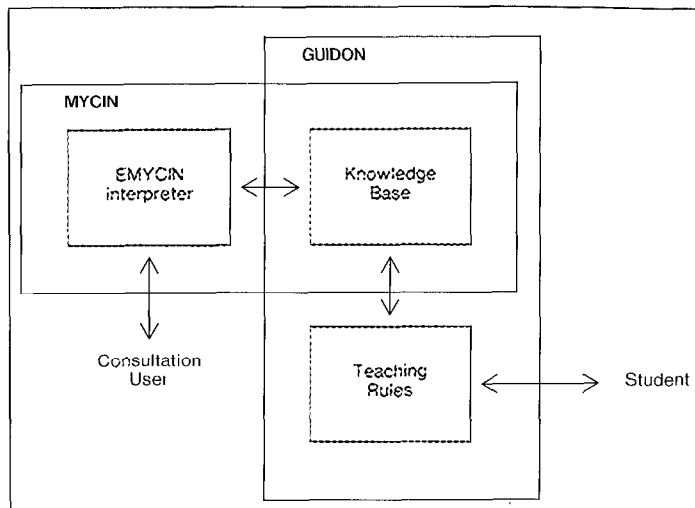 GUIDON
MYCIN
EMYCIN
interpreter
Knowledge
Base
Consultation
User
Teaching
Rules
Student